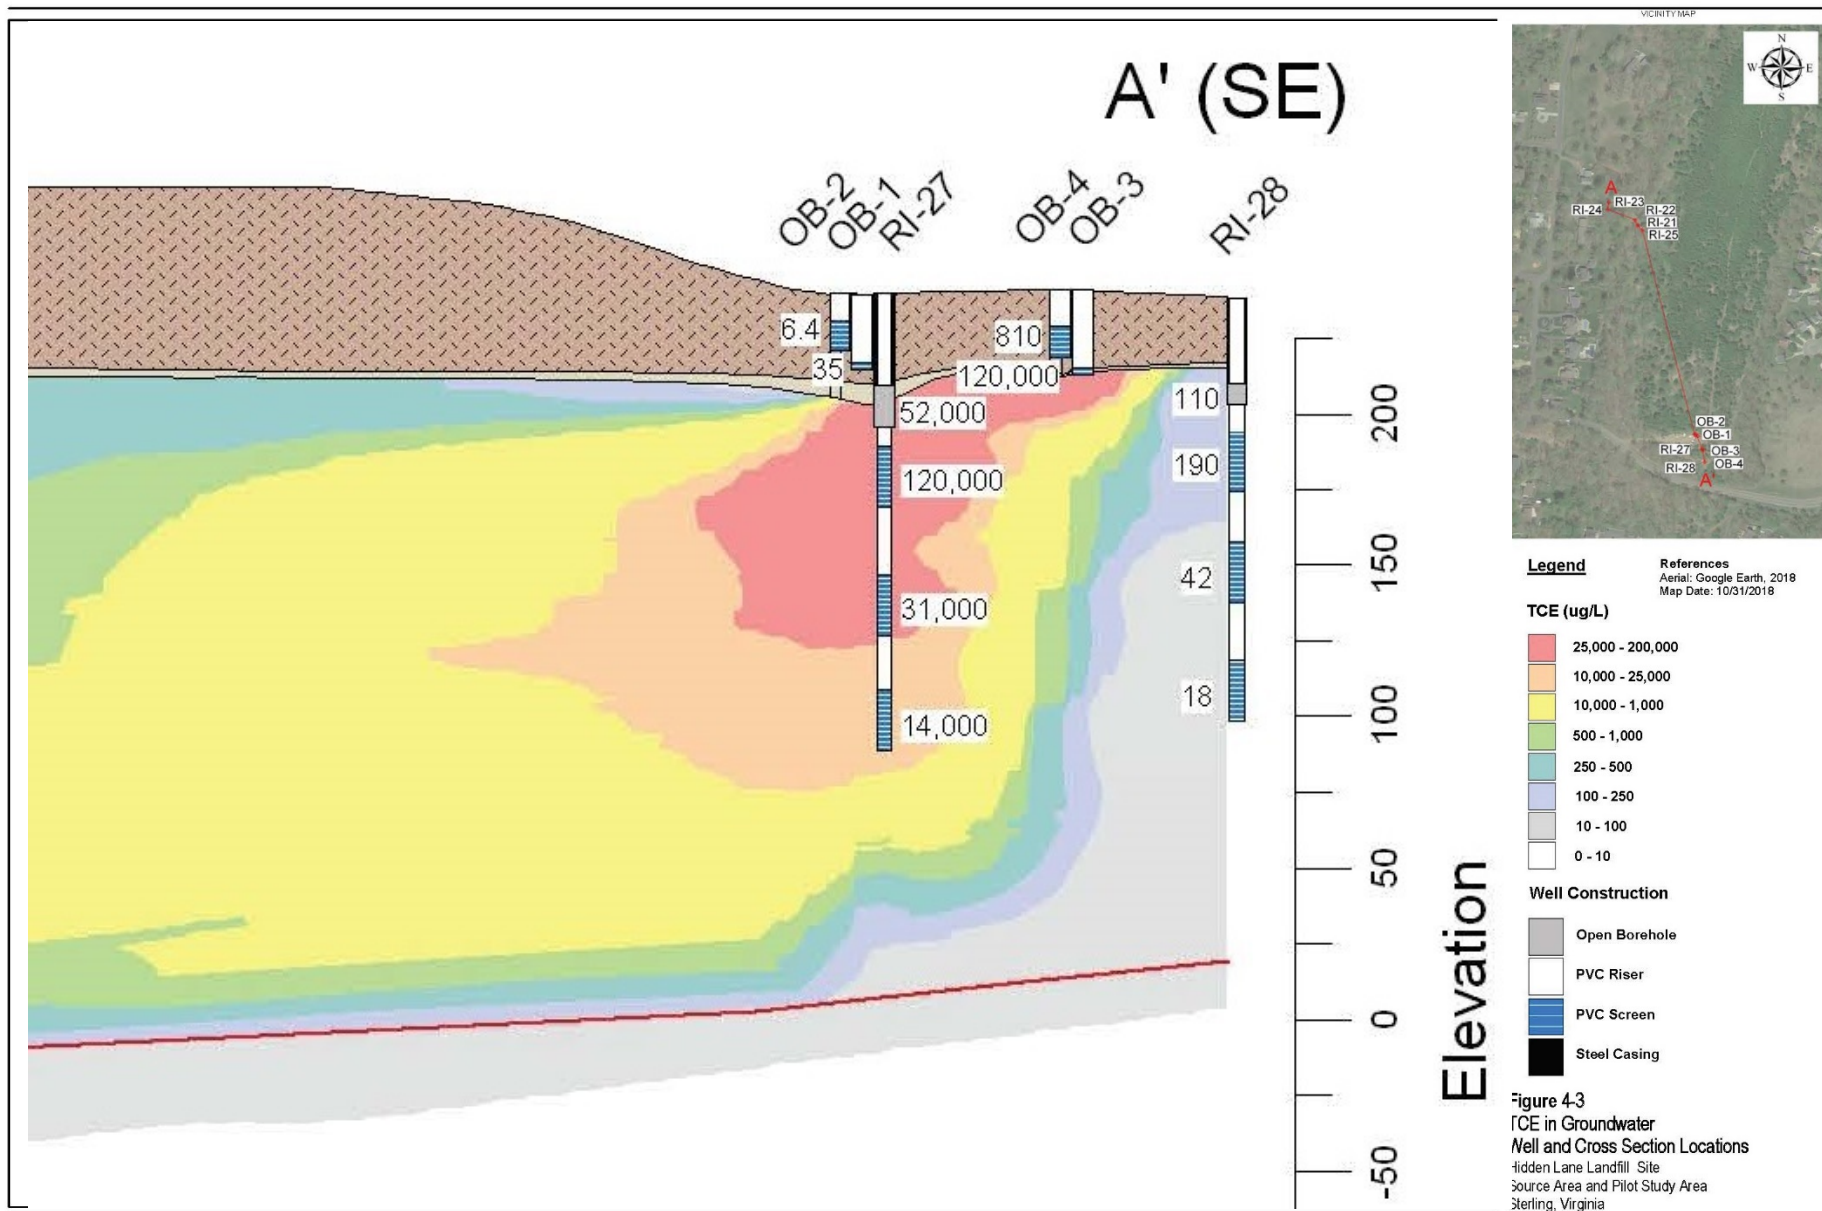 A' (SE)
OB-2
OB-1
RI-27
OB-4
OB-3
RI-28
6.4
35
810
120,000
52,000
120,000
31,000
14,000
110
190
42
18
200
150
100
50
0
-50
Elevation
VICINITY MAP
N
W
E
S
A
RI-23
RI-24
RI-22
RI-21
RI-25
OB-2
OB-1
RI-27
OB-3
RI-28
OB-4
A'
Legend
References
Aerial: Google Earth, 2018
Map Date: 10/31/2018
TCE (ug/L)
25,000 - 200,000
10,000 - 25,000
10,000 - 1,000
500 - 1,000
250 - 500
100 - 250
10 - 100
0 - 10
Well Construction
Open Borehole
PVC Riser
PVC Screen
Steel Casing
Figure 4-3
TCE in Groundwater
Well and Cross Section Locations
Hidden Lane Landfill Site
Source Area and Pilot Study Area
Sterling, Virginia